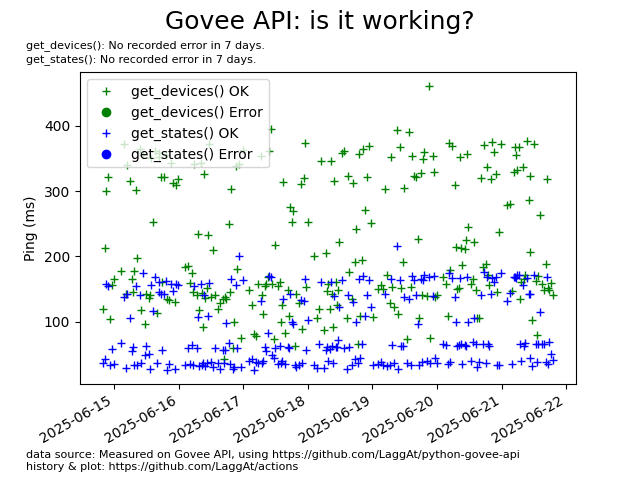 Govee API: is it working?
get_devices(): No recorded error in 7 days.
get_states(): No recorded error in 7 days.
get_devices() OK
get_devices() Error
get_states() OK
get_states() Error
400
300
200
100
Ping (ms)
2025-06-15
2025-06-16
2025-06-17
2025-06-18
2025-06-19
2025-06-20
2025-06-21
2025-06-22
data source: Measured on Govee API, using https://github.com/LaggAt/python-govee-api
history & plot: https://github.com/LaggAt/actions